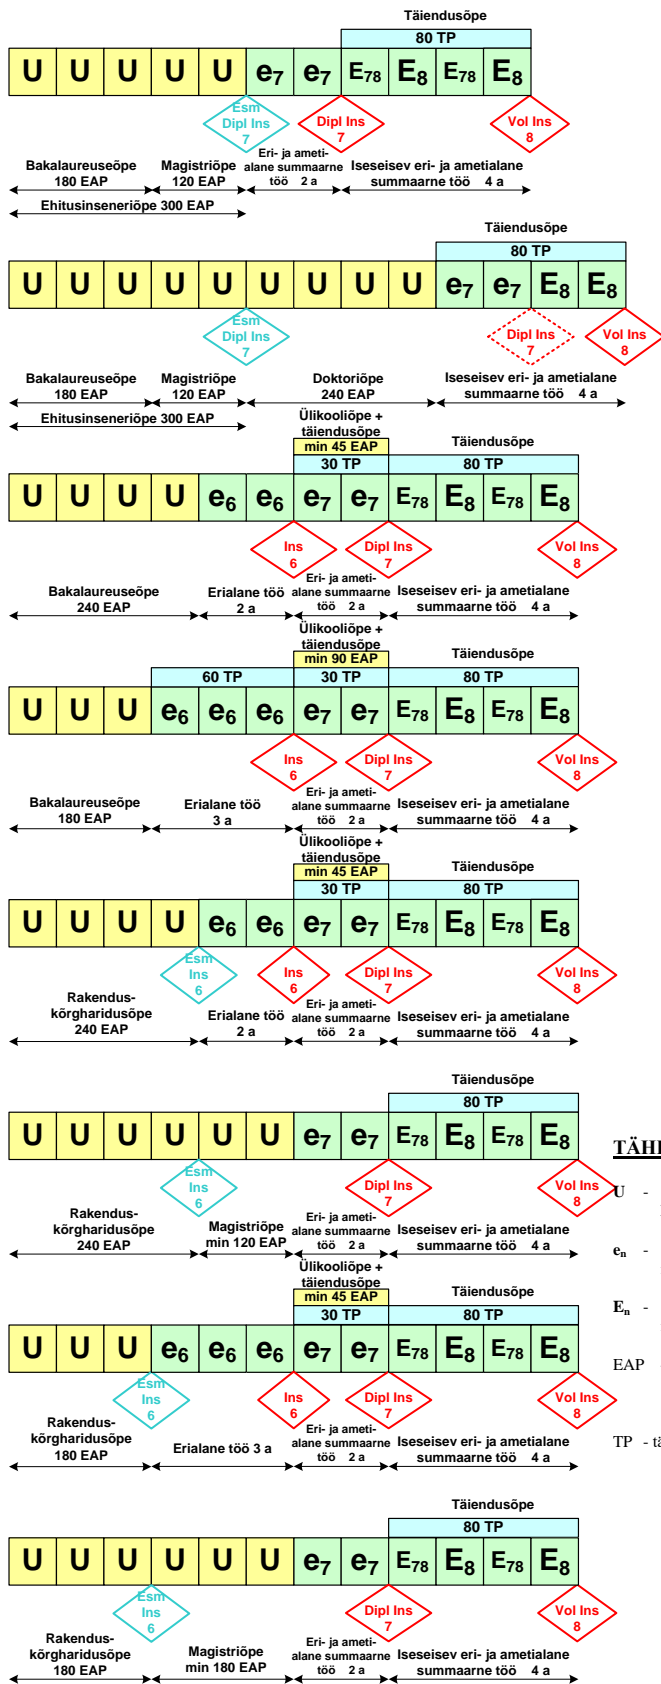 Täiendusõpe
80 TP
U U U U U e7 e7 E78 E8 E78 E8
Esm
Dipl Ins
7
Dipl Ins
7
Vol Ins
8
Bakalaureuseõpe
180 EAP
Magistriõpe
120 EAP
Eri- ja ameti-
alane summaarne
töö 2 a
Iseseisev eri- ja ametialane
summaarne töö 4 a
Ehitusinseneriõpe 300 EAP
Täiendusõpe
80 TP
U U U U U U U U U e7 e7 E8 E8
Esm
Dipl Ins
7
Dipl Ins
7
Vol Ins
8
Bakalaureuseõpe
180 EAP
Magistriõpe
120 EAP
Doktoriõpe
240 EAP
Iseseisev eri- ja ametialane
summaarne töö 4 a
Ehitusinseneriõpe 300 EAP
Ülikooliõpe +
täiendusõpe
min 45 EAP
30 TP
Täiendusõpe
80 TP
U U U U e6 e6 e7 e7 E78 E8 E78 E8
Ins
6
Dipl Ins
7
Vol Ins
8
Bakalaureuseõpe
240 EAP
Erialane töö
2 a
Eri- ja ameti-
alane summaarne
töö 2 a
Iseseisev eri- ja ametialane
summaarne töö 4 a
Ülikooliõpe +
täiendusõpe
min 90 EAP
60 TP
30 TP
Täiendusõpe
80 TP
U U U e6 e6 e6 e7 e7 E78 E8 E78 E8
Ins
6
Dipl Ins
7
Vol Ins
8
Bakalaureuseõpe
180 EAP
Erialane töö
3 a
Eri- ja ameti-
alane summaarne
töö 2 a
Iseseisev eri- ja ametialane
summaarne töö 4 a
Ülikooliõpe +
täiendusõpe
min 45 EAP
30 TP
Täiendusõpe
80 TP
U U U U e6 e6 e7 e7 E78 E8 E78 E8
Esm
Ins
6
Ins
6
Dipl Ins
7
Vol Ins
8
Rakendus-
kõrgharidusõpe
240 EAP
Erialane töö
2 a
Eri- ja ameti-
alane summaarne
töö 2 a
Iseseisev eri- ja ametialane
summaarne töö 4 a
Täiendusõpe
80 TP
U U U U U U e7 e7 E78 E8 E78 E8
Esm
Ins
6
Dipl Ins
7
Vol Ins
8
Rakendus-
kõrgharidusõpe
240 EAP
Magistriõpe
min 120 EAP
Eri- ja ameti-
alane summaarne
töö 2 a
Iseseisev eri- ja ametialane
summaarne töö 4 a
Ülikooliõpe +
täiendusõpe
min 45 EAP
30 TP
Täiendusõpe
80 TP
U U U e6 e6 e6 e7 e7 E78 E8 E78 E8
Esm
Ins
6
Ins
6
Dipl Ins
7
Vol Ins
8
Rakendus-
kõrgharidusõpe
180 EAP
Erialane töö 3 a
Eri- ja ameti-
alane summaarne
töö 2 a
Iseseisev eri- ja ametialane
summaarne töö 4 a
Täiendusõpe
80 TP
U U U U U U e7 e7 E78 E8 E78 E8
Esm
Ins
6
Dipl Ins
7
Vol Ins
8
Rakendus-
kõrgharidusõpe
180 EAP
Magistriõpe
min 180 EAP
Eri- ja ameti-
alane summaarne
töö 2 a
Iseseisev eri- ja ametialane
summaarne töö 4 a
U -
en -
En -
EAP
TP -